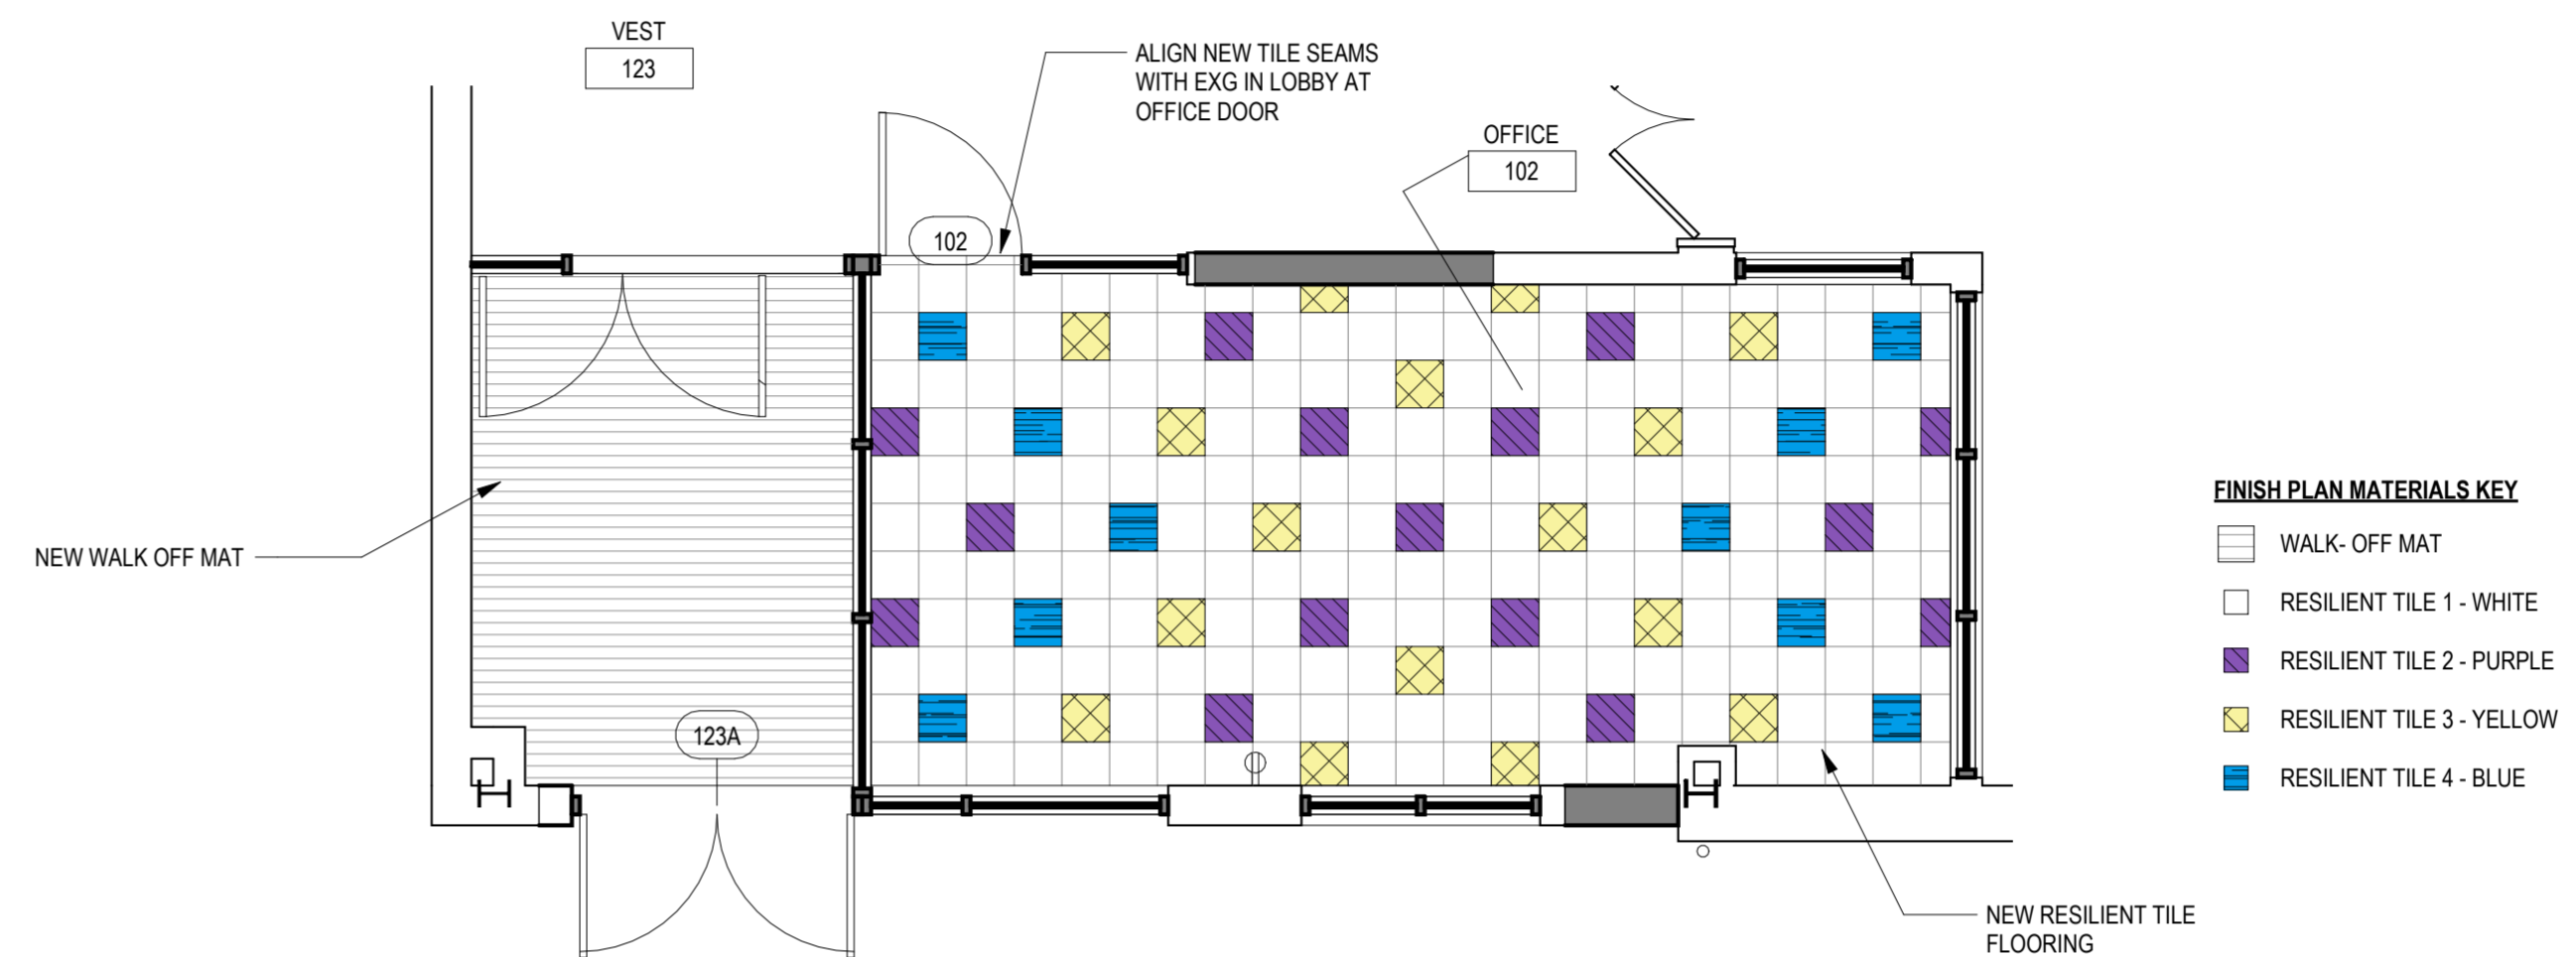 VEST
123
ALIGN NEW TILE SEAMS
WITH EXG IN LOBBY AT
OFFICE DOOR
OFFICE
102
102
NEW WALK OFF MAT
123A
NEW RESILIENT TILE
FLOORING
FINISH PLAN MATERIALS KEY
WALK- OFF MAT
RESILIENT TILE 1 - WHITE
RESILIENT TILE 2 - PURPLE
RESILIENT TILE 3 - YELLOW
RESILIENT TILE 4 - BLUE